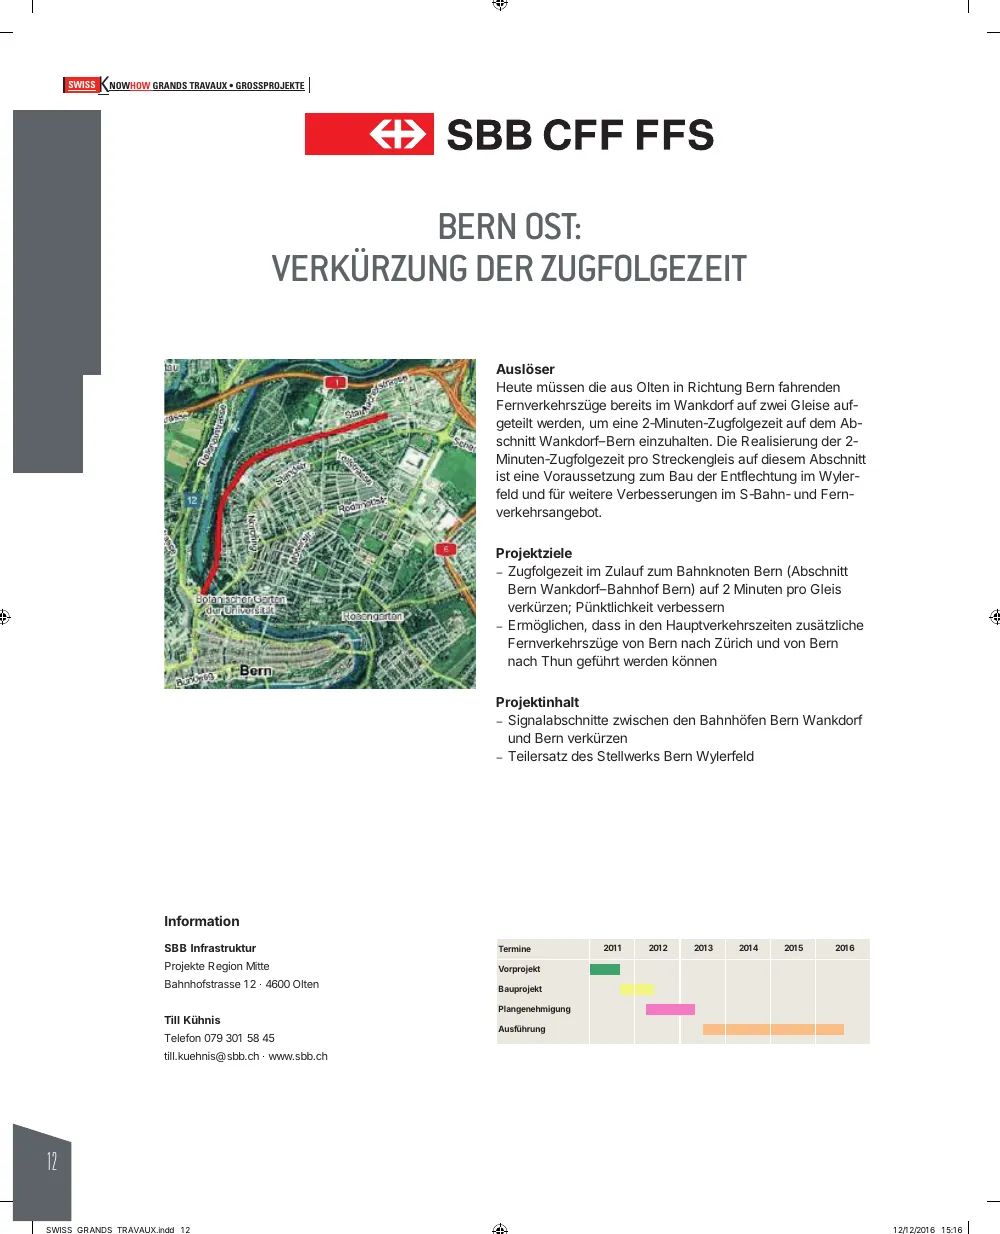 SWISS KNOWHOW GRANDS TRAVAUX • GROSSPROJEKTE
SBB CFF FFS
BERN OST:
VERKÜRZUNG DER ZUGFOLGEZEIT
1
12
6
Botanischer Garten
der Universität
Rosengarten
Bern
Auslöser
Heute müssen die aus Olten in Richtung Bern fahrenden
Fernverkehrszüge bereits im Wankdorf auf zwei Gleise auf-
geteilt werden, um eine 2-Minuten-Zugfolgezeit auf dem Ab-
schnitt Wankdorf–Bern einzuhalten. Die Realisierung der 2-
Minuten-Zugfolgezeit pro Streckengleis auf diesem Abschnitt
ist eine Voraussetzung zum Bau der Entflechtung im Wyler-
feld und für weitere Verbesserungen im S-Bahn- und Fern-
verkehrsangebot.
Projektziele
– Zugfolgezeit im Zulauf zum Bahnknoten Bern (Abschnitt
Bern Wankdorf–Bahnhof Bern) auf 2 Minuten pro Gleis
verkürzen; Pünktlichkeit verbessern
– Ermöglichen, dass in den Hauptverkehrszeiten zusätzliche
Fernverkehrszüge von Bern nach Zürich und von Bern
nach Thun geführt werden können
Projektinhalt
– Signalabschnitte zwischen den Bahnhöfen Bern Wankdorf
und Bern verkürzen
– Teilersatz des Stellwerks Bern Wylerfeld
Information
SBB Infrastruktur
Projekte Region Mitte
Bahnhofstrasse 12 · 4600 Olten
Till Kühnis
Telefon 079 301 58 45
till.kuehnis@sbb.ch · www.sbb.ch
Termine 2011 2012 2013 2014 2015 2016
Vorprojekt
Bauprojekt
Plangenehmigung
Ausführung
12
SWISS GRANDS TRAVAUX.indd 12
12/12/2016 15:16